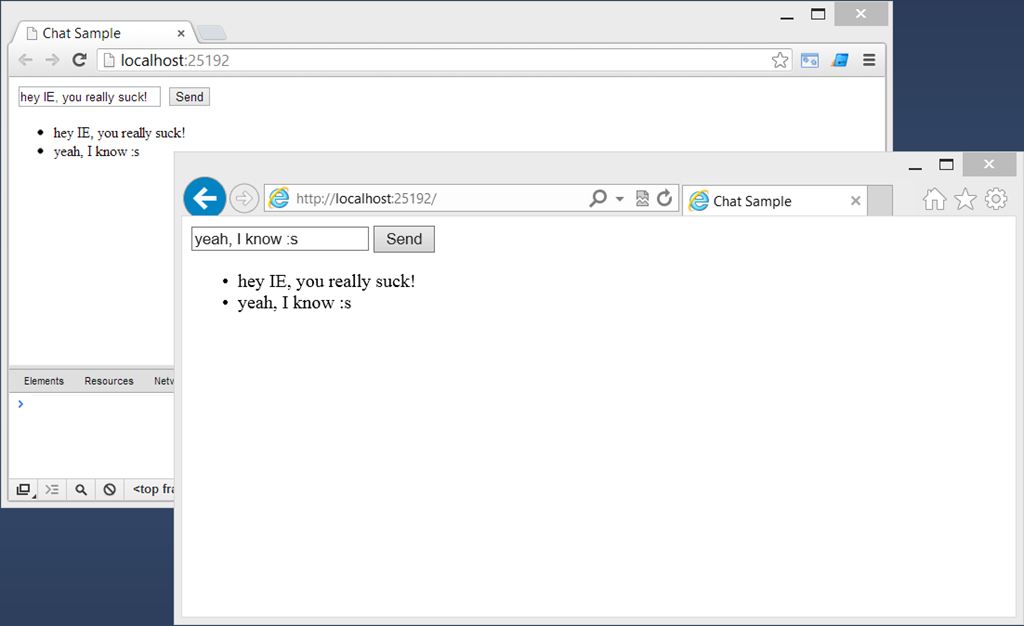 Chat Sample
localhost:25192
hey IE, you really suck! Send
hey IE, you really suck!
yeah, I know :s
http://localhost:25192/ Chat Sample
yeah, I know :s Send
hey IE, you really suck!
yeah, I know :s
Elements Resources Netw
<top fra